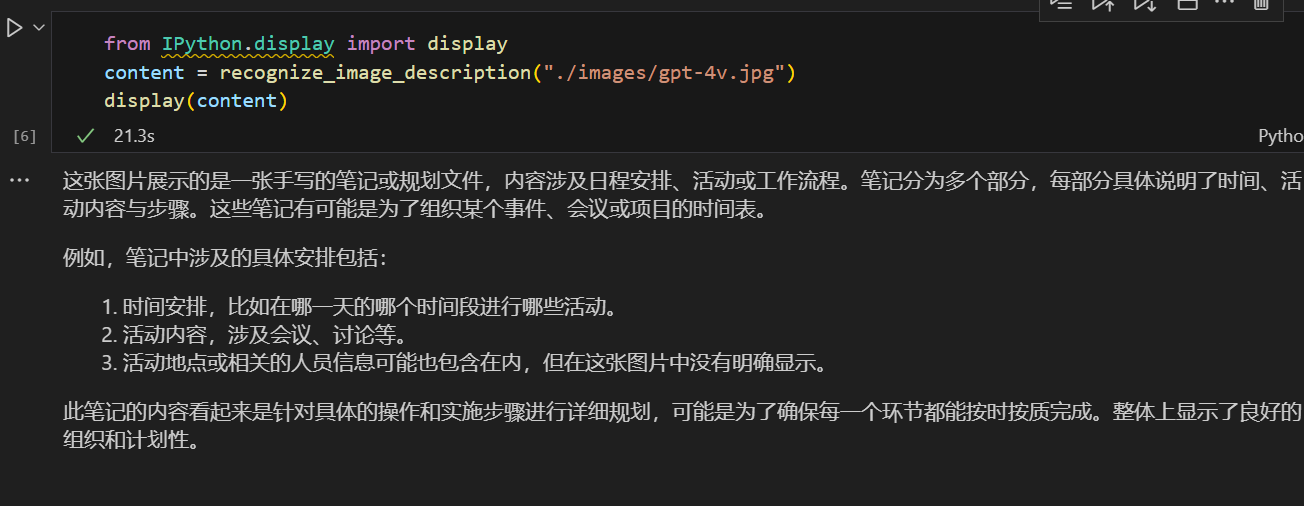 from IPython.display import display
content = recognize_image_description("./images/gpt-4v.jpg")
display(content)
[6]
21.3s
Pytho
这张图片展示的是一张手写的笔记或规划文件，内容涉及日程安排、活动或工作流程。笔记分为多个部分，每部分具体说明了时间、活
动内容与步骤。这些笔记有可能是为了组织某个事件、会议或项目的时间表。
例如，笔记中涉及的具体安排包括：
1. 时间安排，比如在哪一天的哪个时间段进行哪些活动。
2. 活动内容，涉及会议、讨论等。
3. 活动地点或相关的人员信息可能也包含在内，但在这张图片中没有明确显示。
此笔记的内容看起来是针对具体的操作和实施步骤进行详细规划，可能是为了确保每一个环节都能按时按质完成。整体上显示了良好的
组织和计划性。